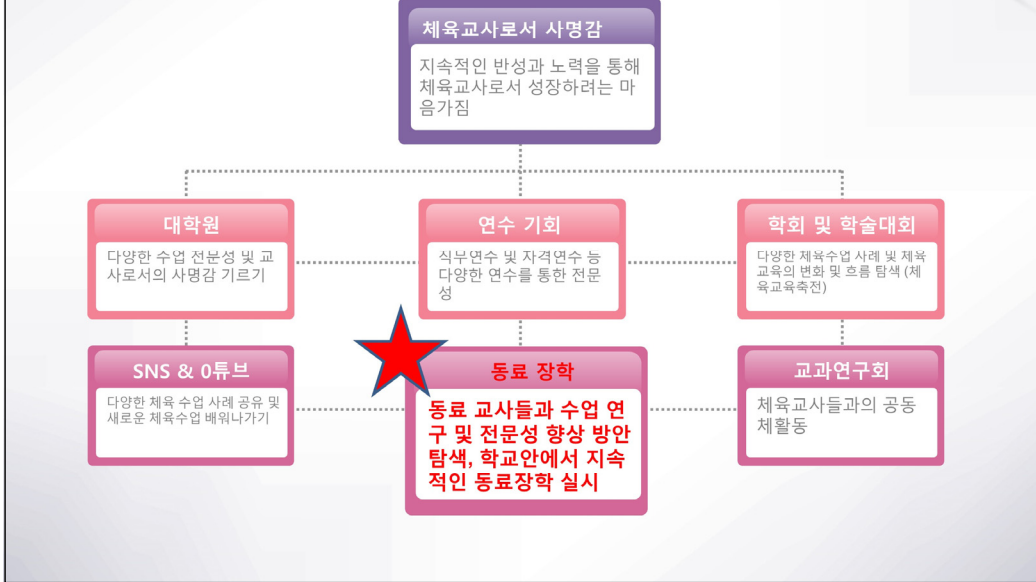 체육교사로서 사명감
지속적인 반성과 노력을 통해
체육교사로서 성장하려는 마
음가짐
대학원
다양한 수업 전문성 및 교
사로서의 사명감 기르기
연수 기회
직무연수 및 자격연수 등
다양한 연수를 통한 전문
성
학회 및 학술대회
다양한 체육수업 사례 및 체육
교육의 변화 및 흐름 탐색 (체
육교육축전)
SNS & 0튜브
다양한 체육 수업 사례 공유 및
새로운 체육수업 배워나가기
동료 장학
동료 교사들과 수업 연
구 및 전문성 향상 방안
탐색, 학교안에서 지속
적인 동료장학 실시
교과연구회
체육교사들과의 공동
체활동